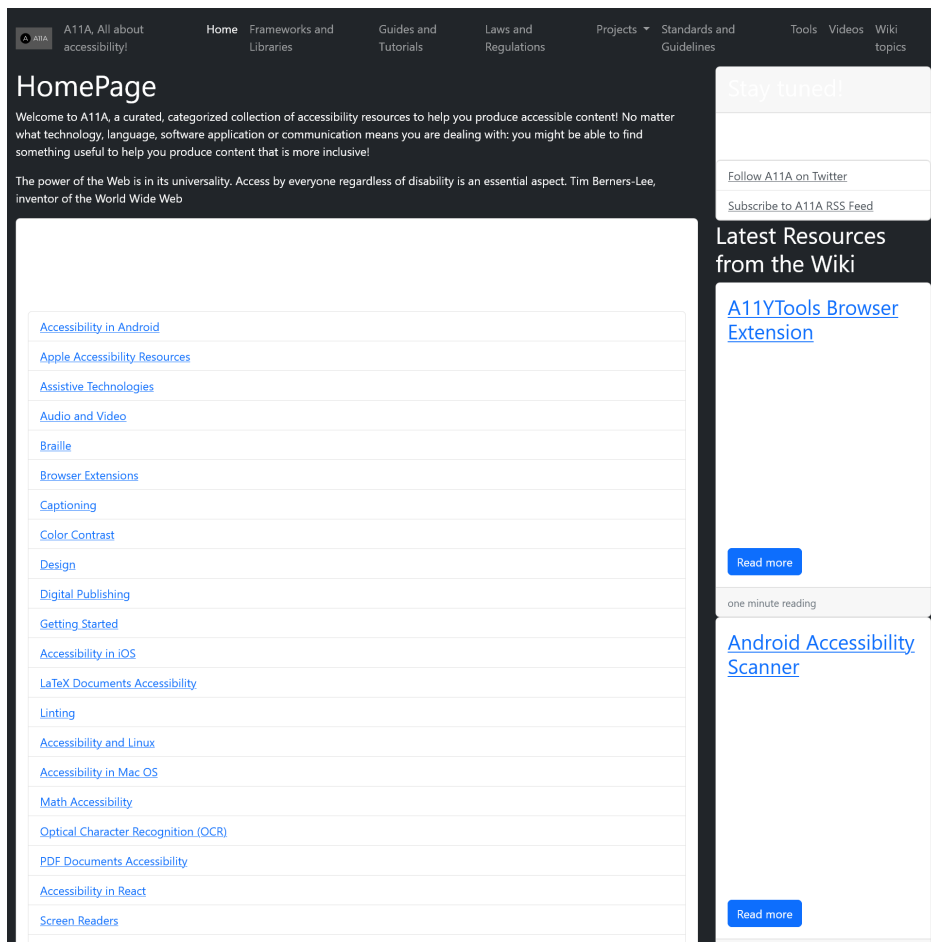 A A11A
A11A, All about
accessibility!
Home
Frameworks and
Libraries
Guides and
Tutorials
Laws and
Regulations
Projects
Standards and
Guidelines
Tools
Videos
Wiki
topics
HomePage
Welcome to A11A, a curated, categorized collection of accessibility resources to help you produce accessible content! No matter
what technology, language, software application or communication means you are dealing with: you might be able to find
something useful to help you produce content that is more inclusive!
The power of the Web is in its universality. Access by everyone regardless of disability is an essential aspect. Tim Berners-Lee,
inventor of the World Wide Web
Accessibility in Android
Apple Accessibility Resources
Assistive Technologies
Audio and Video
Braille
Browser Extensions
Captioning
Color Contrast
Design
Digital Publishing
Getting Started
Accessibility in iOS
LaTeX Documents Accessibility
Linting
Accessibility and Linux
Accessibility in Mac OS
Math Accessibility
Optical Character Recognition (OCR)
PDF Documents Accessibility
Accessibility in React
Screen Readers
Stay tuned!
Follow A11A on Twitter
Subscribe to A11A RSS Feed
Latest Resources
from the Wiki
A11YTools Browser
Extension
Read more
one minute reading
Android Accessibility
Scanner
Read more